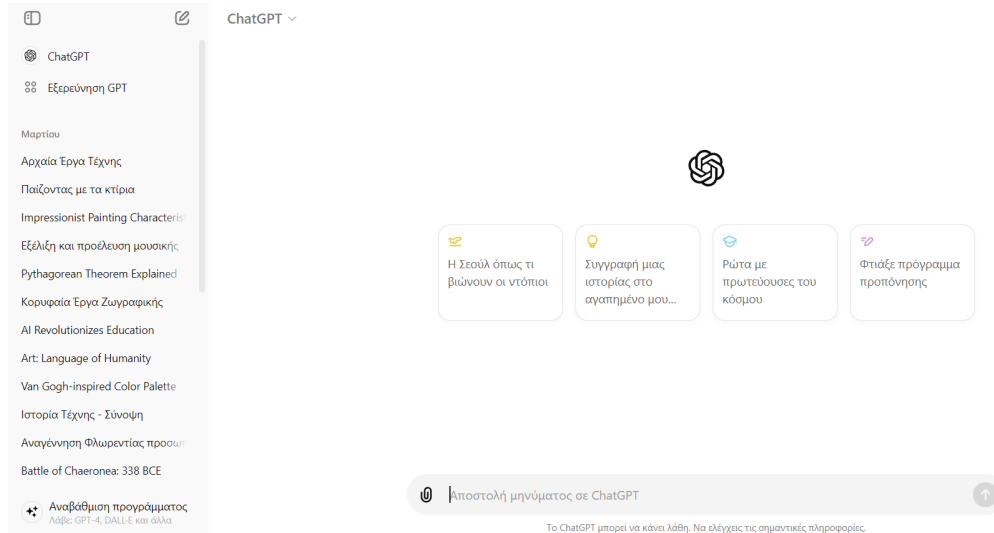 ChatGPT
ChatGPT
Εξερεύνηση GPT
Μαρτίου
Αρχαία Έργα Τέχνης
Παίζοντας με τα κτίρια
Impressionist Painting Characterist
Εξέλιξη και προέλευση μουσικής
Pythagorean Theorem Explained
Κορυφαία Έργα Ζωγραφικής
AI Revolutionizes Education
Art: Language of Humanity
Van Gogh-inspired Color Palette
Ιστορία Τέχνης - Σύνοψη
Αναγέννηση Φλωρεντίας προσωπ
Battle of Chaeronea: 338 BCE
Αναβάθμιση προγράμματος
Λάβε: GPT-4, DALL·E και άλλα
Η Σεούλ όπως τι
βιώνουν οι ντόπιοι
Συγγραφή μιας
ιστορίας στο
αγαπημένο μου...
Ρώτα με
πρωτεύουσες του
κόσμου
Φτιάξε πρόγραμμα
προπόνησης
Αποστολή μηνύματος σε ChatGPT
Το ChatGPT μπορεί να κάνει λάθη. Να ελέγχεις τις σημαντικές πληροφορίες.